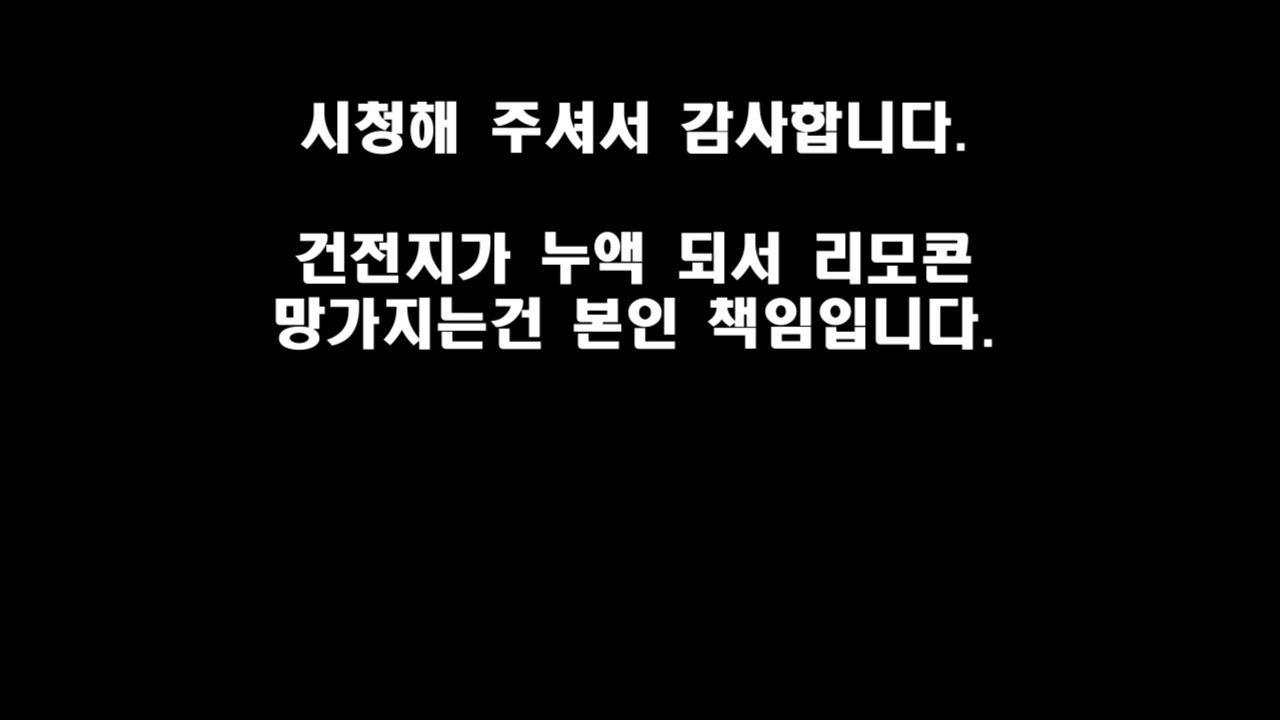 시청해 주셔서 감사합니다.
건전지가 누액 되서 리모콘
망가지는건 본인 책임입니다.